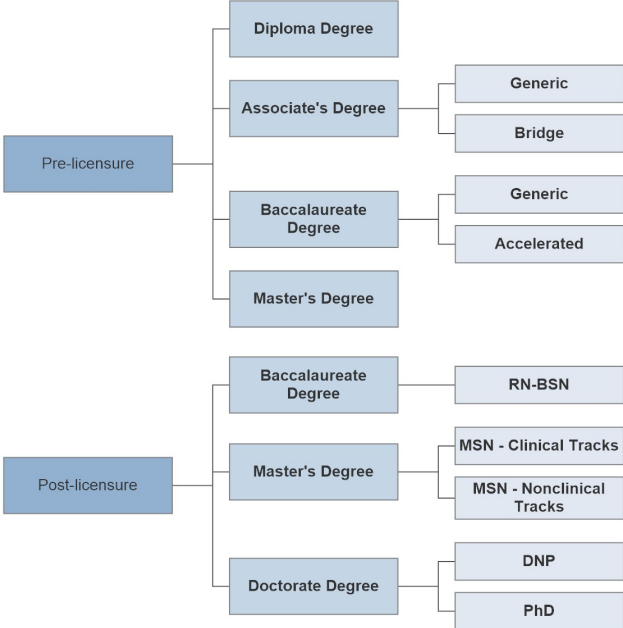 Pre-licensure
Diploma Degree
Associate's Degree
Generic
Bridge
Baccalaureate
Degree
Generic
Accelerated
Master's Degree
Post-licensure
Baccalaureate
Degree
RN-BSN
Master's Degree
MSN - Clinical Tracks
MSN - Nonclinical
Tracks
Doctorate Degree
DNP
PhD